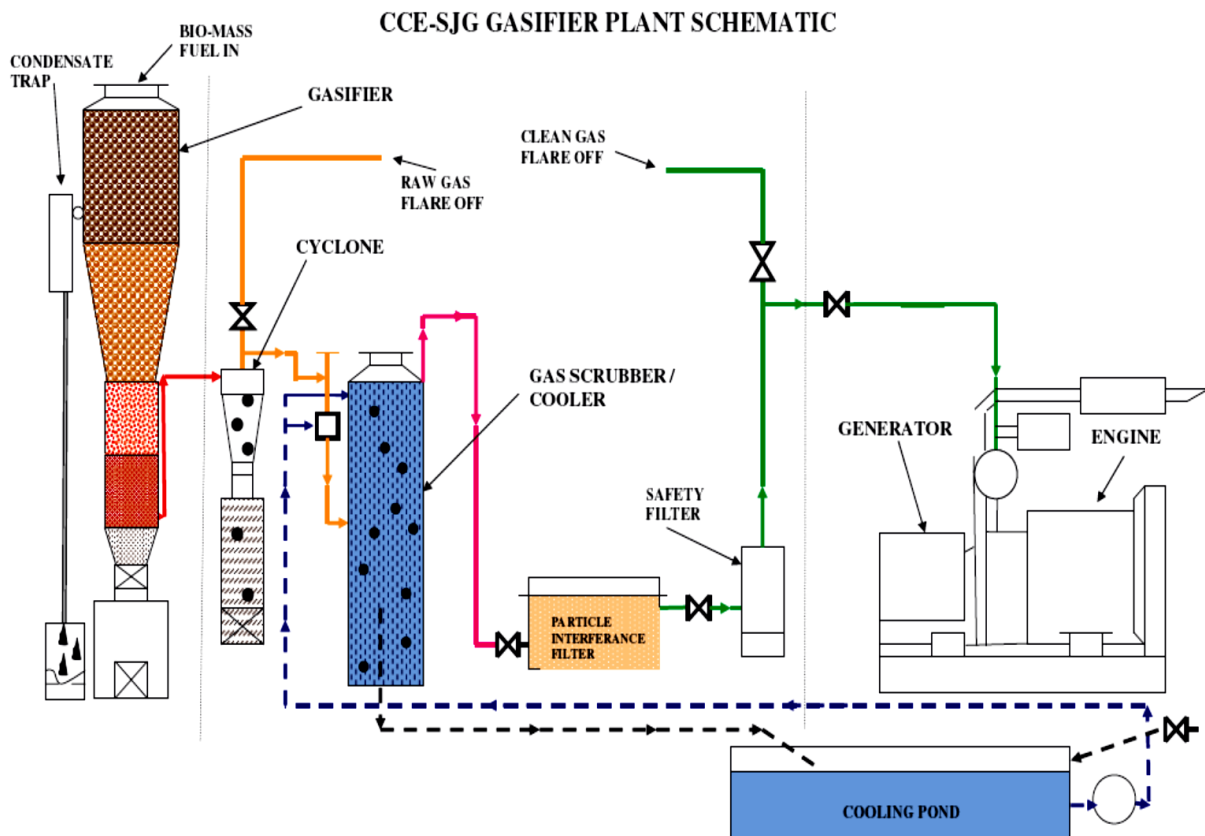 CCE-SJG GASIFIER PLANT SCHEMATIC
BIO-MASS
FUEL IN
CONDENSATE
TRAP
GASIFIER
CLEAN GAS
FLARE OFF
RAW GAS
FLARE OFF
CYCLONE
GAS SCRUBBER /
COOLER
GENERATOR
ENGINE
SAFETY
FILTER
PARTICLE
INTERFERANCE
FILTER
COOLING POND